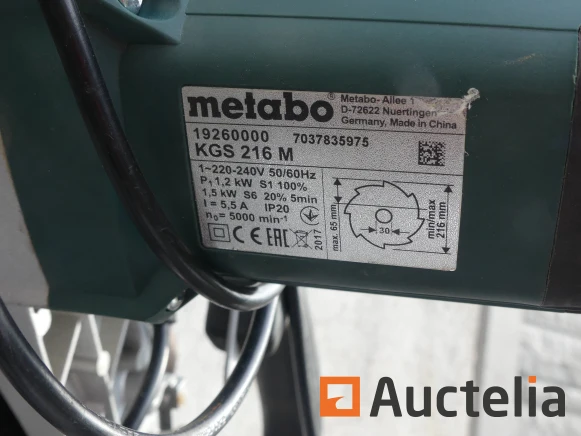 metabo®
Metabo-Allee 1
D-72622 Nuertingen
Germany, Made in China
19260000 7037835975
KGS 216 M
1~220-240V 50/60Hz
P₁ 1,2 kW S1 100%
1,5 kW S6 20% 5min
I = 5,5 A IP20
n₀= 5000 min⁻¹
CE EAC 2017
max. 65 mm
30
min/max
216 mm
Auctelia